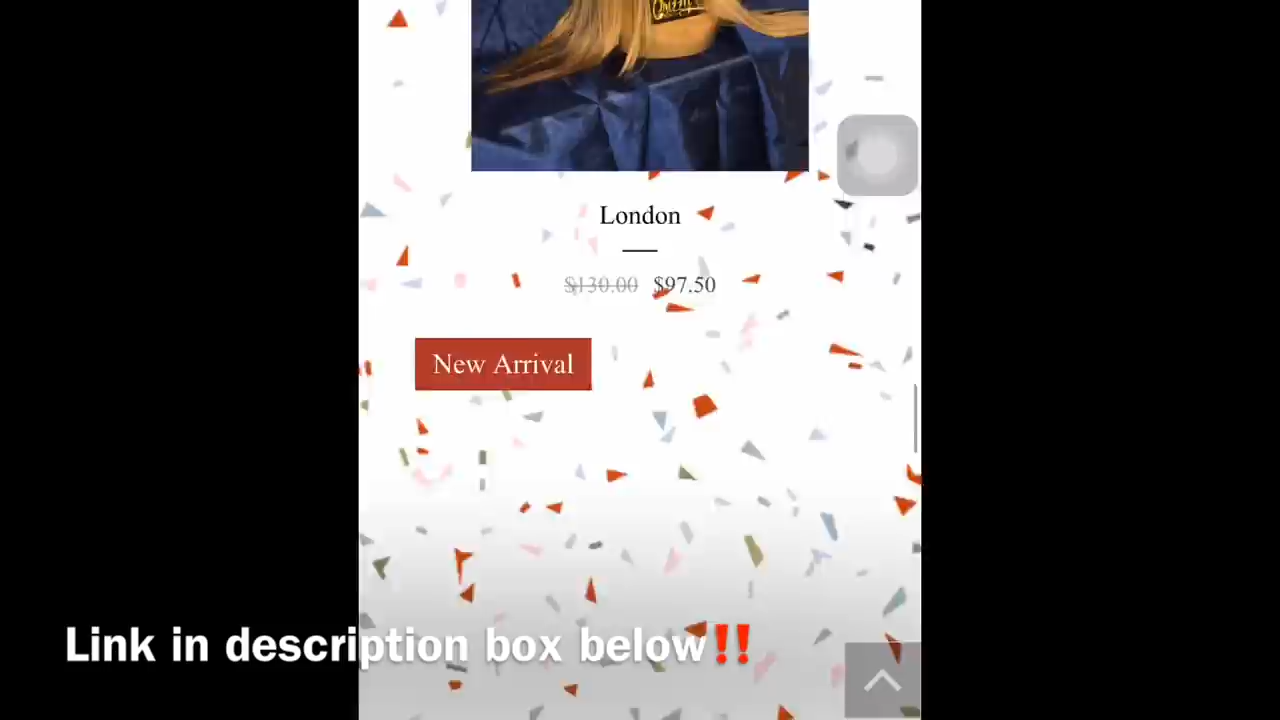 London
$130.00 $97.50
New Arrival
Link in description box below‼️